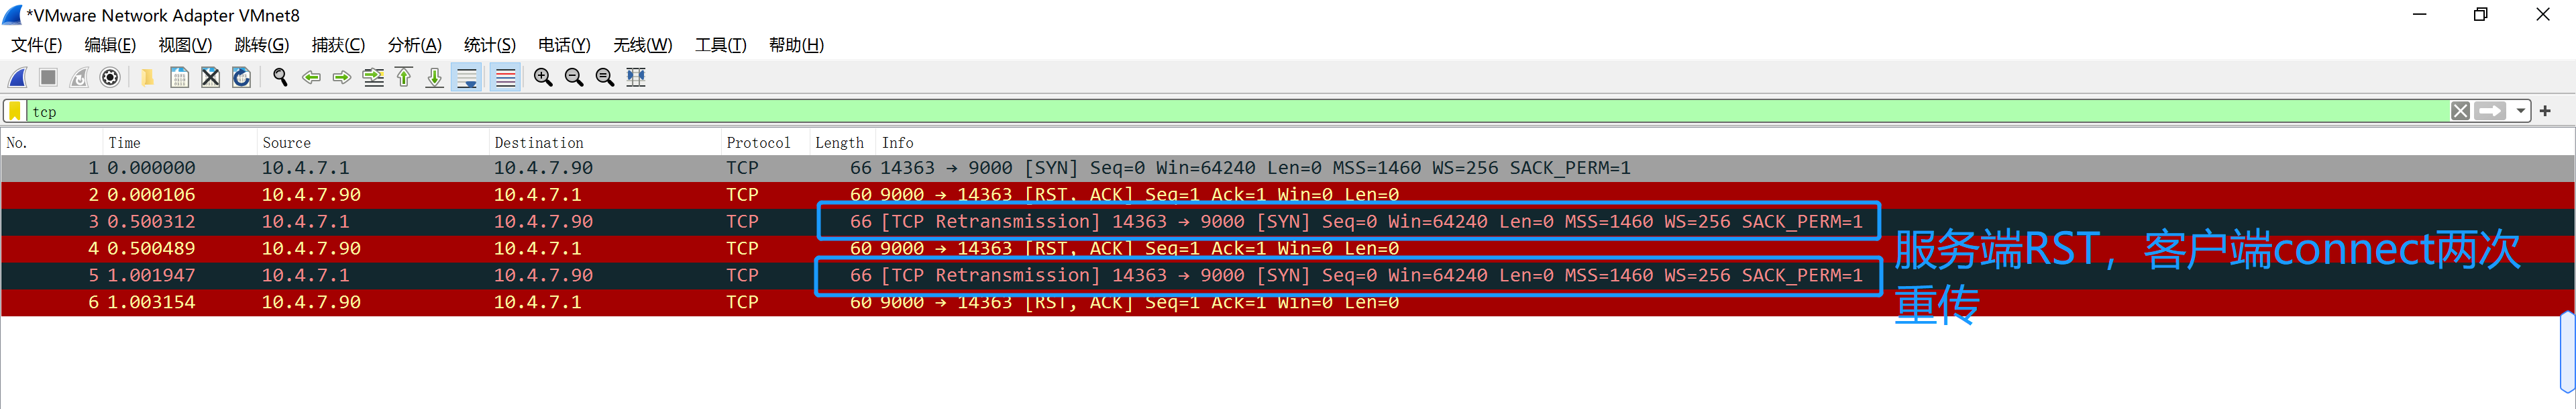 *VMware Network Adapter VMnet8
文件(F) 编辑(E) 视图(V) 跳转(G) 捕获(C) 分析(A) 统计(S) 电话(Y) 无线(W) 工具(T) 帮助(H)
tcp
No. Time Source Destination Protocol Length Info
1 0.000000 10.4.7.1 10.4.7.90 TCP 66 14363 → 9000 [SYN] Seq=0 Win=64240 Len=0 MSS=1460 WS=256 SACK_PERM=1
2 0.000106 10.4.7.90 10.4.7.1 TCP 60 9000 → 14363 [RST, ACK] Seq=1 Ack=1 Win=0 Len=0
3 0.500312 10.4.7.1 10.4.7.90 TCP 66 [TCP Retransmission] 14363 → 9000 [SYN] Seq=0 Win=64240 Len=0 MSS=1460 WS=256 SACK_PERM=1
4 0.500489 10.4.7.90 10.4.7.1 TCP 60 9000 → 14363 [RST, ACK] Seq=1 Ack=1 Win=0 Len=0
5 1.001947 10.4.7.1 10.4.7.90 TCP 66 [TCP Retransmission] 14363 → 9000 [SYN] Seq=0 Win=64240 Len=0 MSS=1460 WS=256 SACK_PERM=1
6 1.003154 10.4.7.90 10.4.7.1 TCP 60 9000 → 14363 [RST, ACK] Seq=1 Ack=1 Win=0 Len=0
服务端RST，客户端connect两次
重传